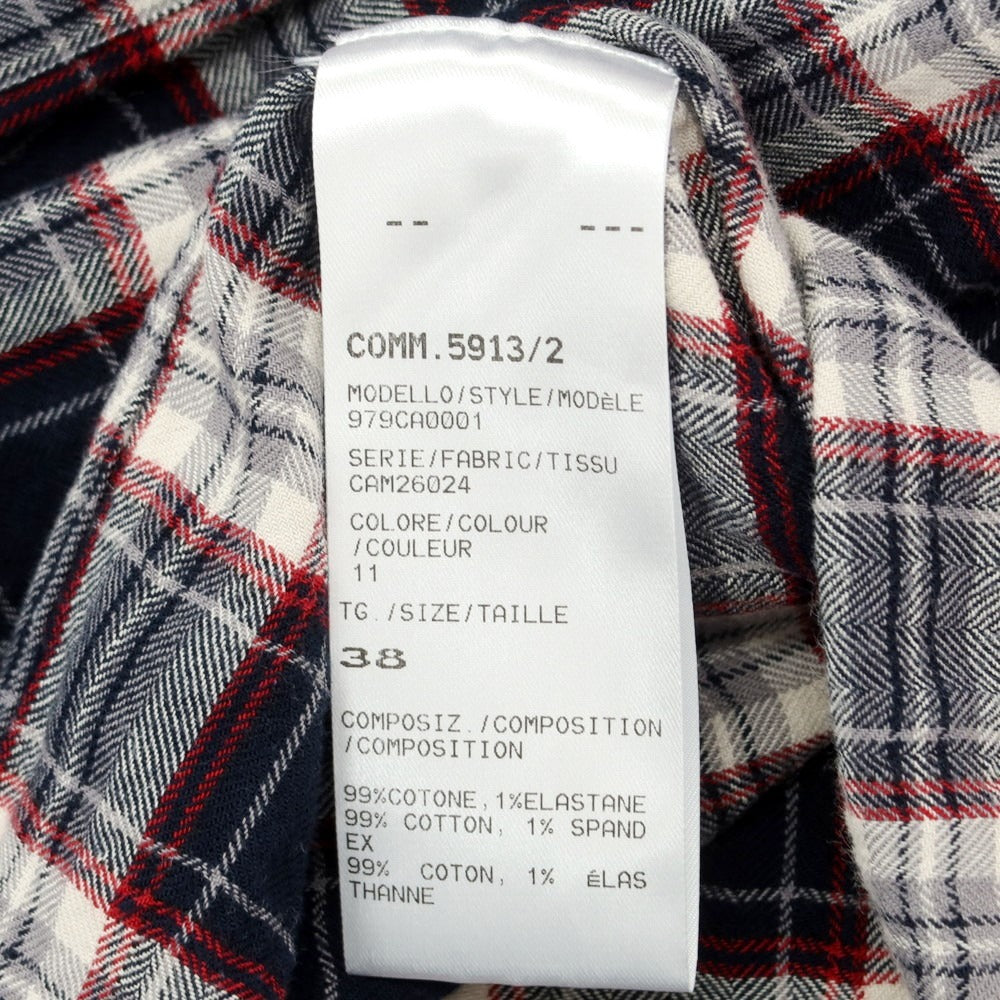 -- ---
COMM.5913/2
MODELLO/STYLE/MODèLE
979CA0001
SERIE/FABRIC/TISSU
CAM26024
COLORE/COLOUR
/COULEUR
11
TG./SIZE/TAILLE
38
COMPOSIZ./COMPOSITION
/COMPOSITION
99%COTONE,1%ELASTANE
99% COTTON, 1% SPAND
EX
99% COTON, 1% éLAS
THANNE